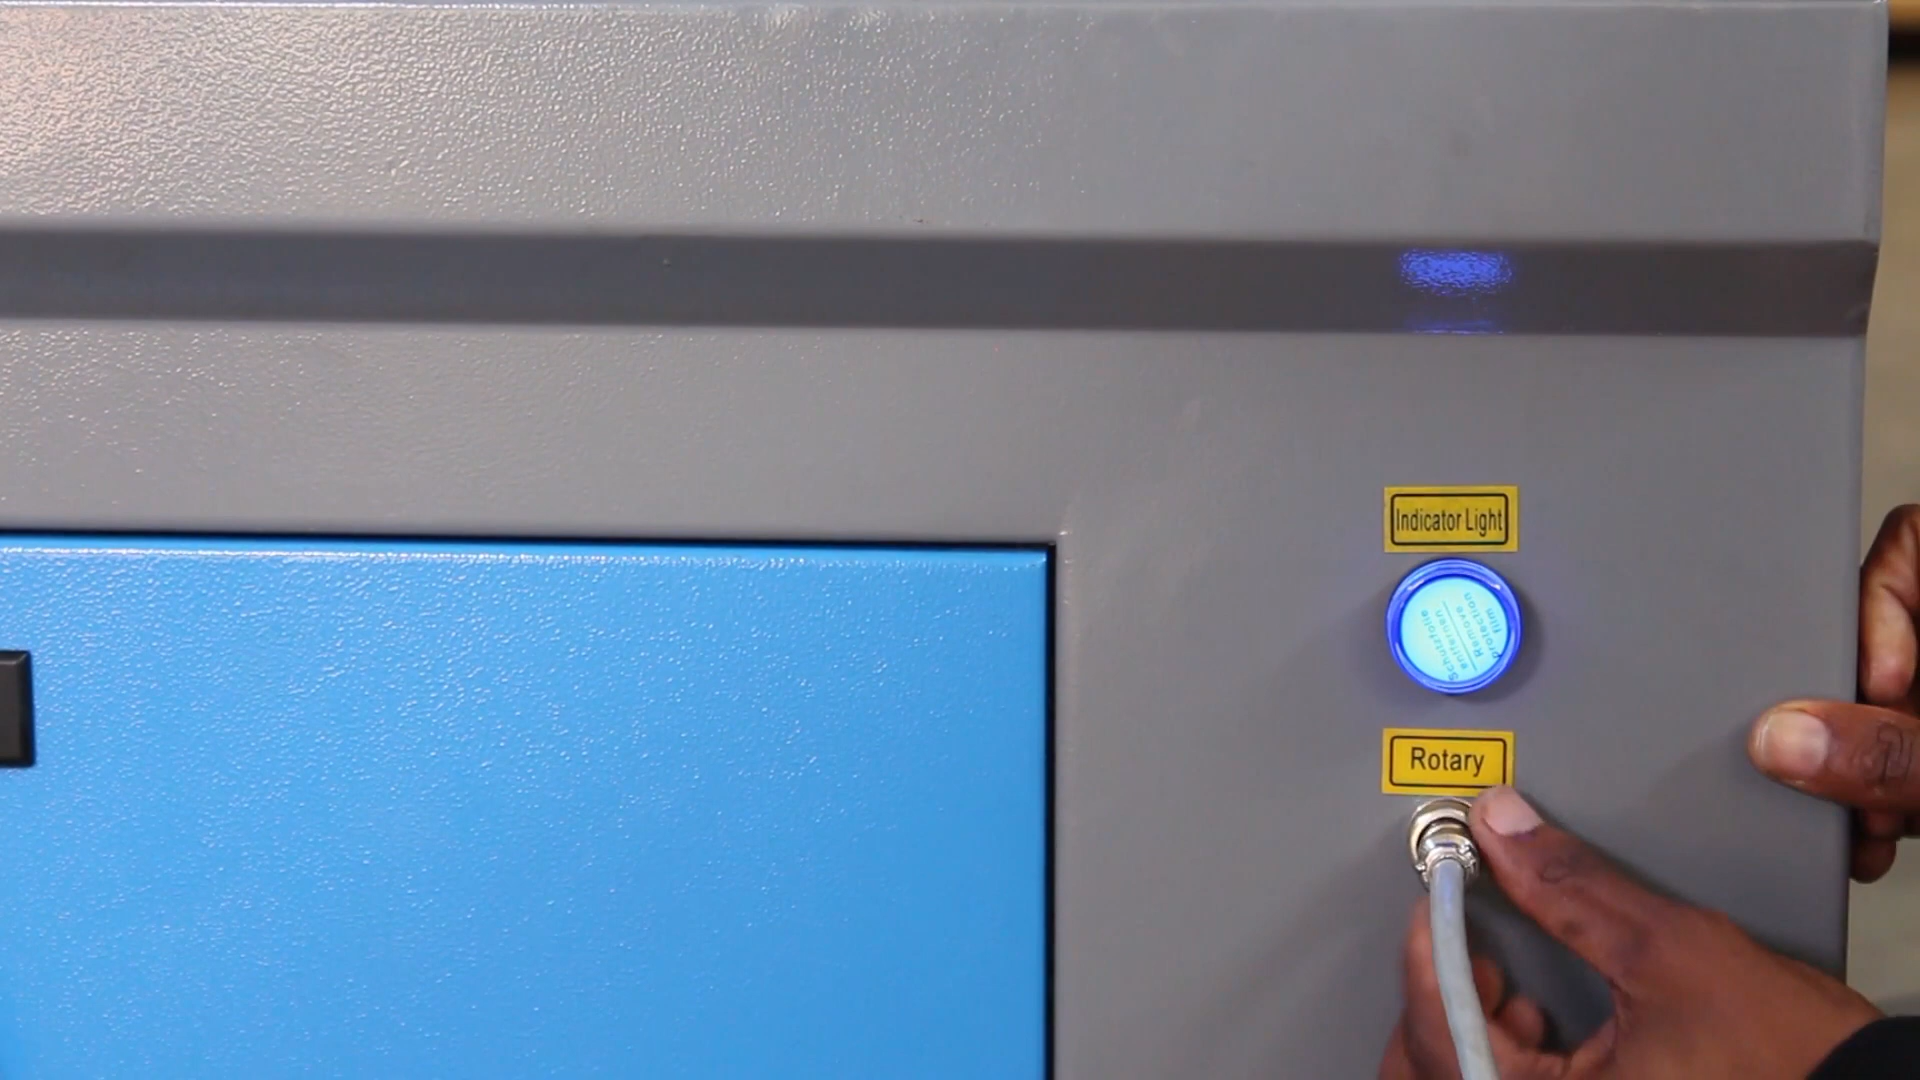 Indicator Light
Schutzfolie
entfernen
Remove
protection
film
Rotary